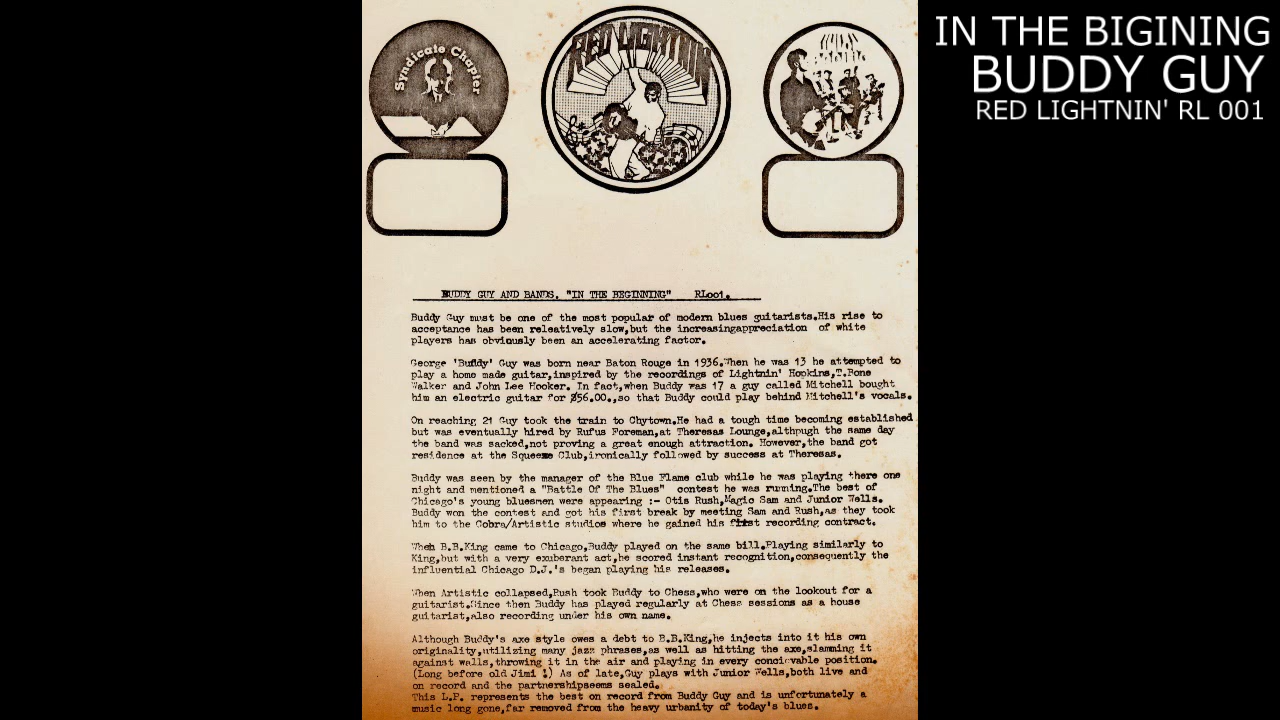 IN THE BIGINING
BUDDY GUY
RED LIGHTNIN' RL 001
Syndicate Chapter
RED LIGHTNIN
BUDDY GUY AND BANDS. "IN THE BEGINNING" RLoo1.
Buddy Guy must be one of the most popular of modern blues guitarists.His rise to
acceptance has been releatively slow,but the increasingappreciation of white
players has obviously been an accelerating factor.
George 'Buddy' Guy was born near Baton Rouge in 1936.When he was 13 he attempted to
play a home made guitar,inspired by the recordings of Lightnin' Hopkins,T.Bone
Walker and John Lee Hooker. In fact,when Buddy was 17 a guy called Mitchell bought
him an electric guitar for $56.00.,so that Buddy could play behind Mitchell's vocals.
On reaching 21 Guy took the train to Chytown.He had a tough time becoming established
but was eventually hired by Rufus Foreman,at Theresas Lounge,althpugh the same day
the band was sacked,not proving a great enough attraction. However,the band got
residence at the Squeeze Club,ironically followed by success at Theresas.
Buddy was seen by the manager of the Blue Flame club while he was playing there one
night and mentioned a "Battle Of The Blues" contest he was running.The best of
Chicago's young bluesmen were appearing :- Otis Rush,Magic Sam and Junior Wells.
Buddy won the contest and got his first break by meeting Sam and Rush,as they took
him to the Cobra/Artistic studios where he gained his first recording contract.
When B.B.King came to Chicago,Buddy played on the same bill.Playing similarly to
King,but with a very exuberant act,he scored instant recognition,consequently the
influential Chicago D.J.'s began playing his releases.
When Artistic collapsed,Rush took Buddy to Chess,who were on the lookout for a
guitarist.Since then Buddy has played regularly at Chess sessions as a house
guitarist,also recording under his own name.
Although Buddy's axe style owes a debt to B.B.King,he injects into it his own
originality,utilizing many jazz phrases,as well as hitting the axe,slamming it
against walls,throwing it in the air and playing in every concievable position.
(Long before old Jimi !) As of late,Guy plays with Junior Wells,both live and
on record and the partnershipseems sealed.
This L.P. represents the best on record from Buddy Guy and is unfortunately a
music long gone,far removed from the heavy urbanity of today's blues.